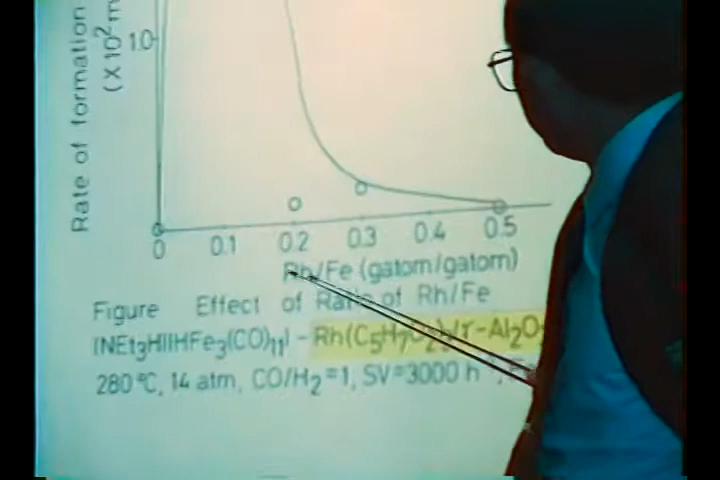 Rate of formation
(X10² m
1.0
0 0.1 0.2 0.3 0.4 0.5
Rh/Fe (gatom/gatom)
Figure Effect of Ratio of Rh/Fe
[NEt₃H][HFe₃(CO)₁₁] - Rh(C₅H₇O₂)₃/γ-Al₂O₃
280 °C, 14 atm, CO/H₂=1, SV=3000 h⁻¹,